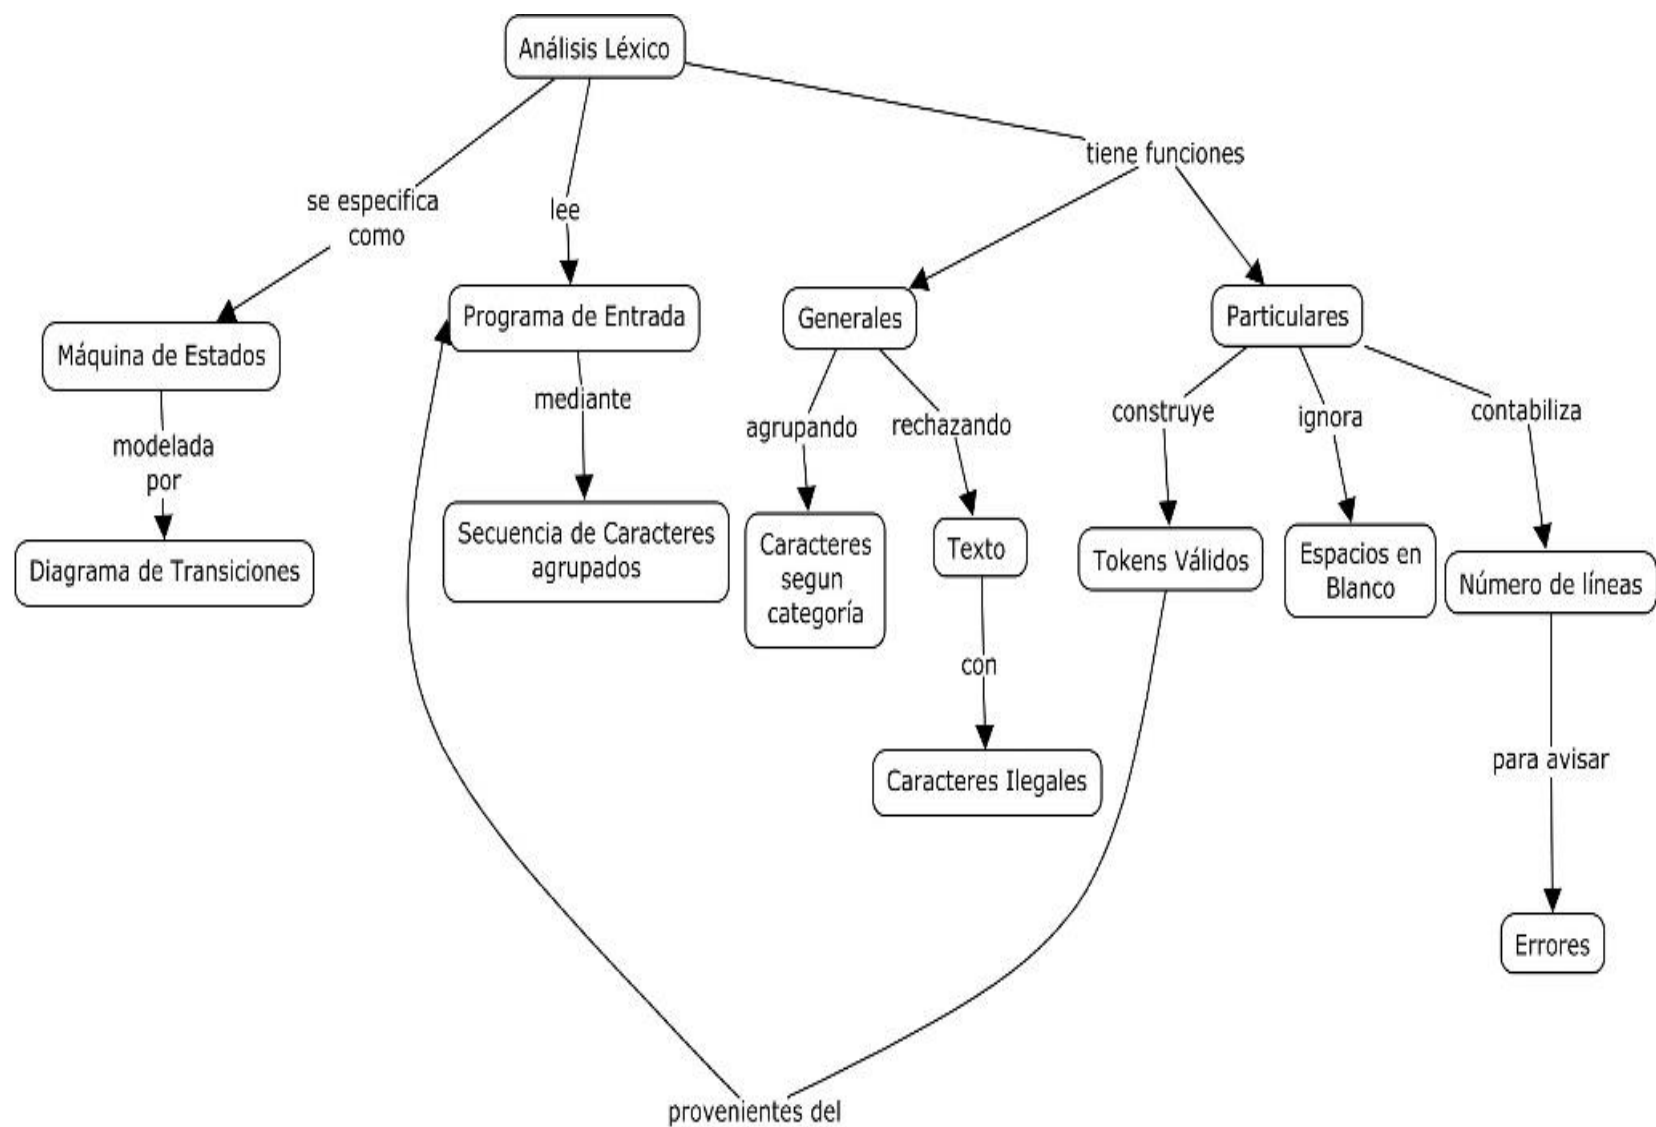 Análisis Léxico
tiene funciones
se especifica
como
lee
Programa de Entrada
Generales
Particulares
Máquina de Estados
mediante
construye
ignora
contabiliza
agrupando
rechazando
modelada
por
Secuencia de Caracteres
agrupados
Caracteres
segun
categoría
Texto
Tokens Válidos
Espacios en
Blanco
Número de líneas
Diagrama de Transiciones
con
para avisar
Caracteres Ilegales
Errores
provenientes del